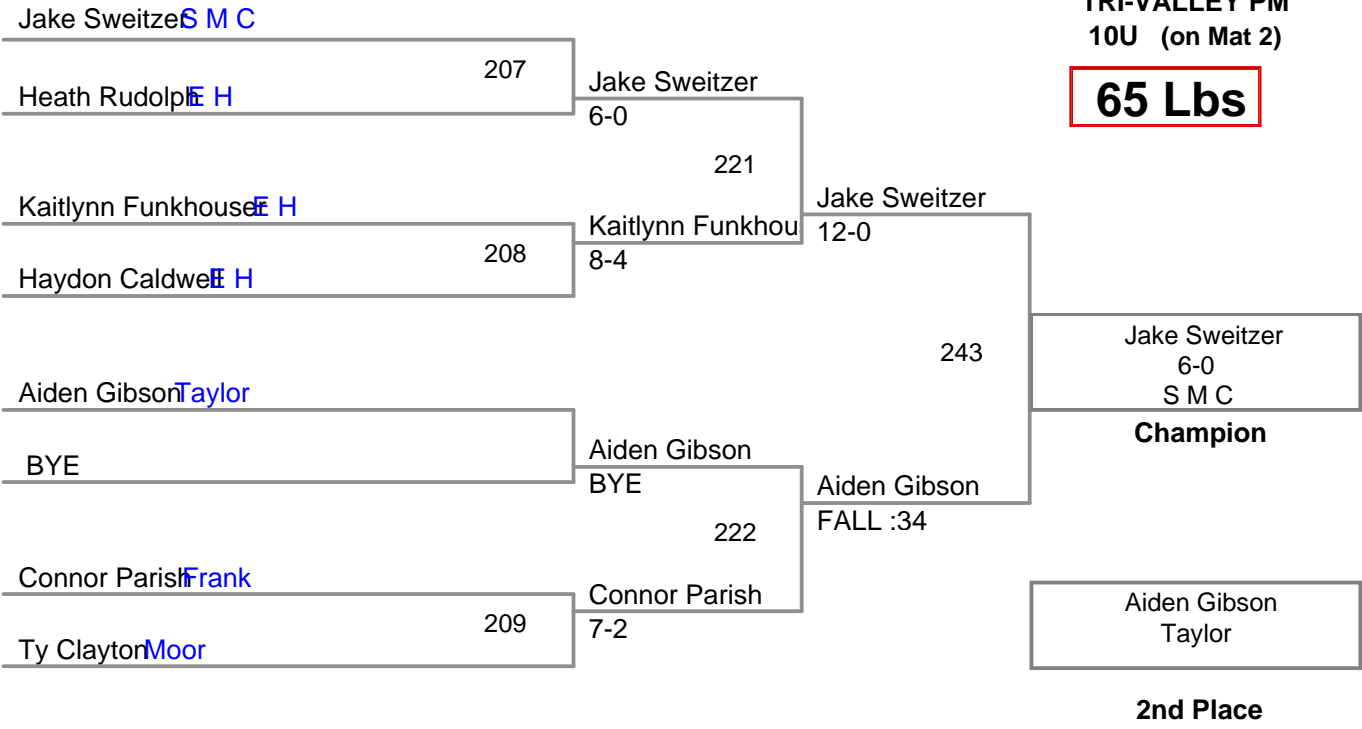 TRI-VALLEY PM
10U (on Mat 2)
65 Lbs
Jake Sweitzer S M C
207
Heath Rudolph E H
Jake Sweitzer
6-0
221
Kaitlynn Funkhouser E H
208
Haydon Caldwell E H
Kaitlynn Funkhou
8-4
Jake Sweitzer
12-0
243
Aiden Gibson Taylor
BYE
Aiden Gibson
BYE
222
Connor Parish Frank
209
Ty Clayton Moor
Connor Parish
7-2
Aiden Gibson
FALL :34
Jake Sweitzer
6-0
S M C
Champion
Aiden Gibson
Taylor
2nd Place